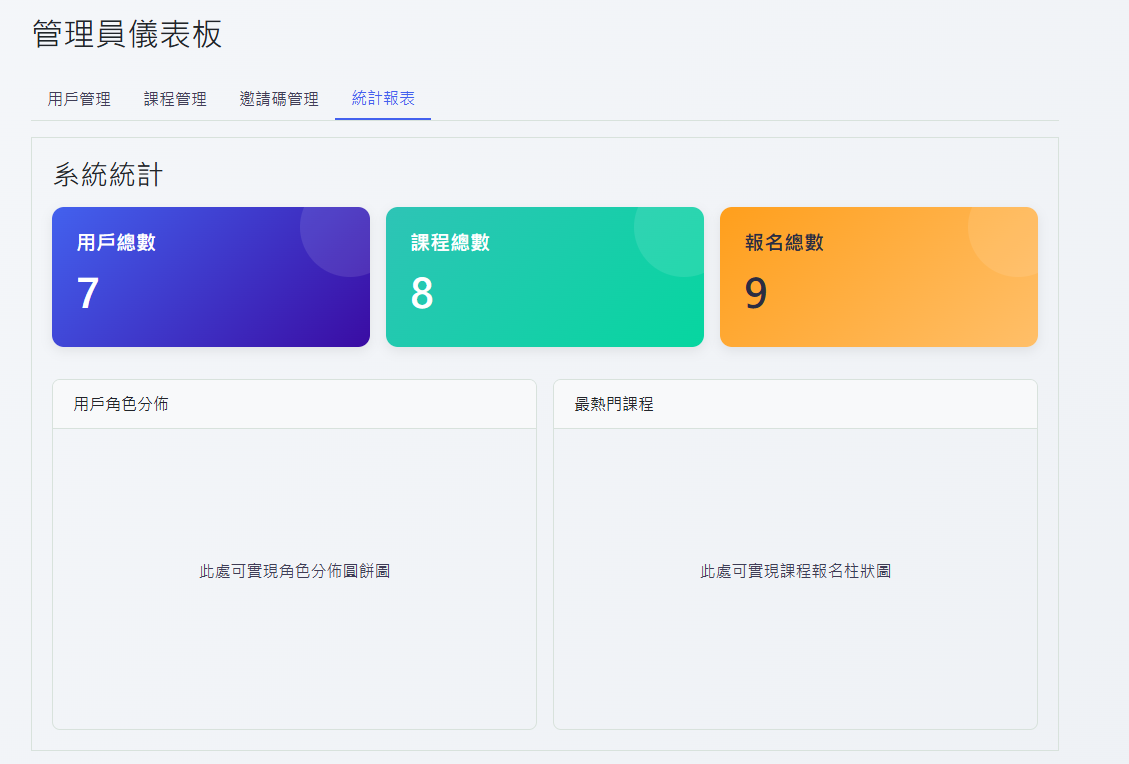 管理員儀表板
用戶管理 課程管理 邀請碼管理 統計報表
系統統計
用戶總數 課程總數 報名總數
7 8 9
用戶角色分佈 最熱門課程
此處可實現角色分佈圓餅圖 此處可實現課程報名柱狀圖